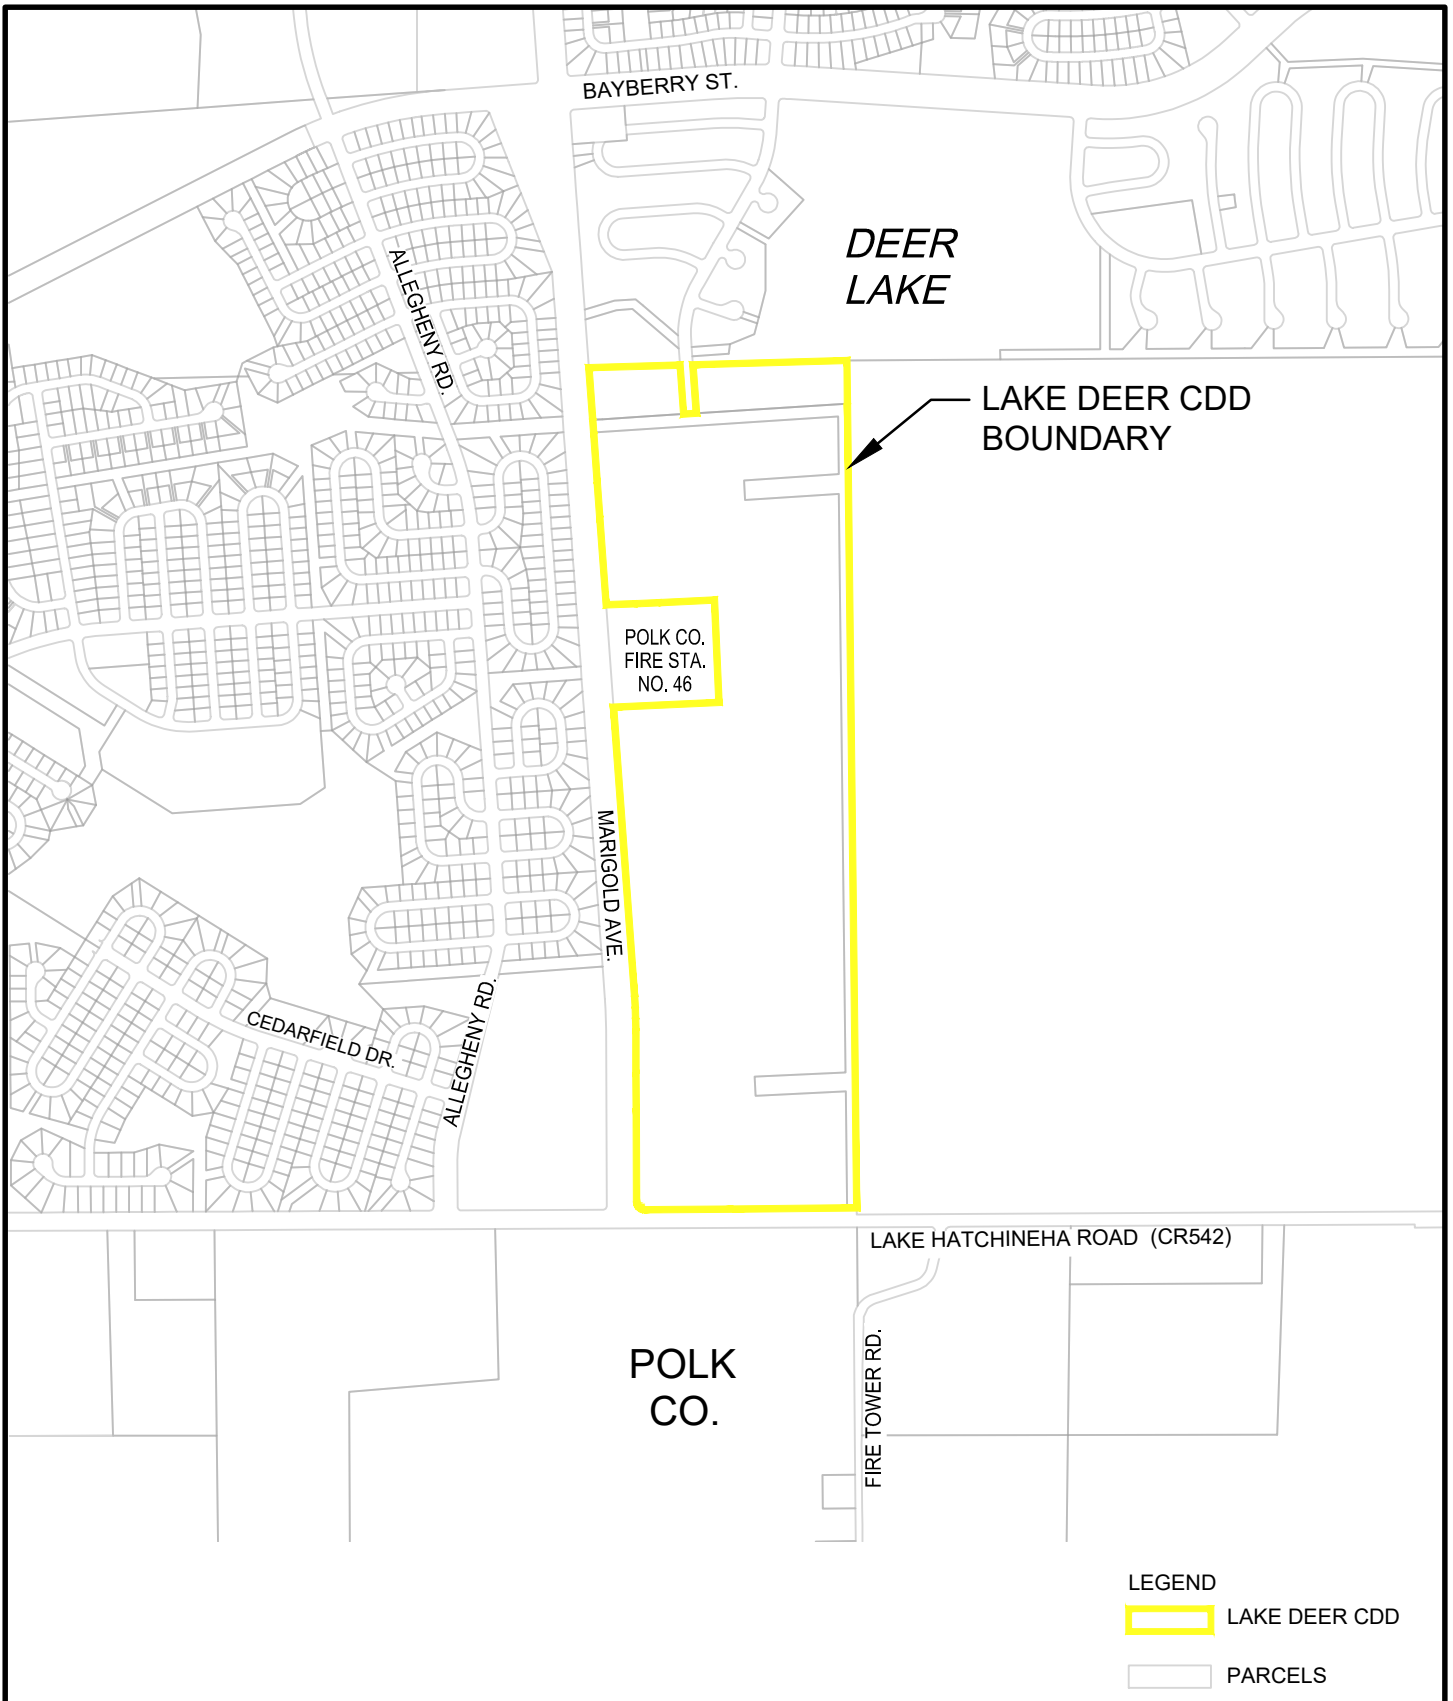 BAYBERRY ST.
DEER
LAKE
ALLEGHENY RD.
LAKE DEER CDD
BOUNDARY
POLK CO.
FIRE STA.
NO. 46
MARIGOLD AVE.
ALLEGHENY RD.
CEDARFIELD DR.
LAKE HATCHINEHA ROAD (CR542)
POLK
CO.
FIRE TOWER RD.
LEGEND
LAKE DEER CDD
PARCELS